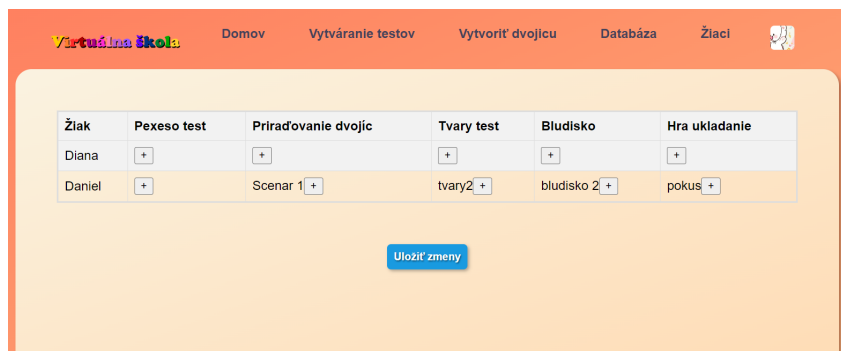 Virtuálna škola Domov Vytváranie testov Vytvoriť dvojicu Databáza Žiaci
Žiak Pexeso test Priraďovanie dvojíc Tvary test Bludisko Hra ukladanie
Diana + + + + +
Daniel + Scenar 1 + tvary2 + bludisko 2 + pokus +
Uložiť zmeny